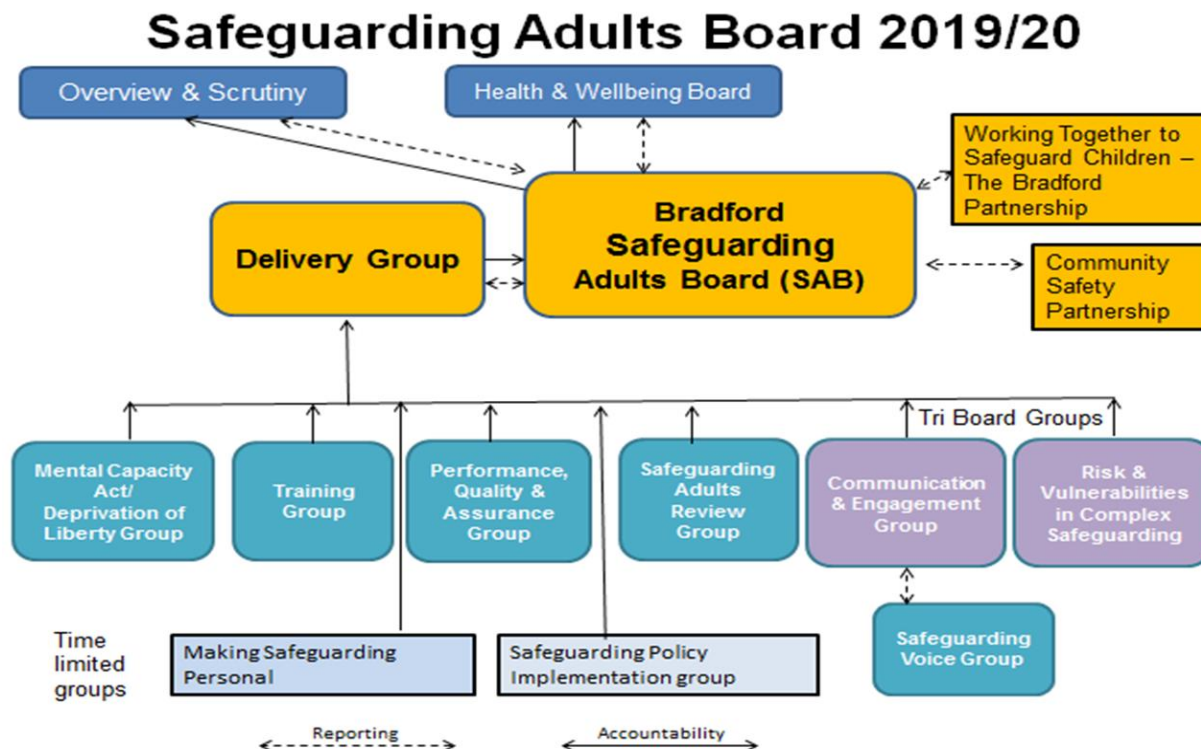 Safeguarding Adults Board 2019/20
Overview & Scrutiny
Health & Wellbeing Board
Working Together to
Safeguard Children –
The Bradford
Partnership
Delivery Group
Bradford
Safeguarding
Adults Board (SAB)
Community
Safety
Partnership
Tri Board Groups
Mental Capacity
Act/
Deprivation of
Liberty Group
Training
Group
Performance,
Quality &
Assurance
Group
Safeguarding
Adults
Review
Group
Communication
& Engagement
Group
Risk &
Vulnerabilities
in Complex
Safeguarding
Time
limited
groups
Making Safeguarding
Personal
Safeguarding Policy
Implementation group
Safeguarding
Voice Group
Reporting
Accountability